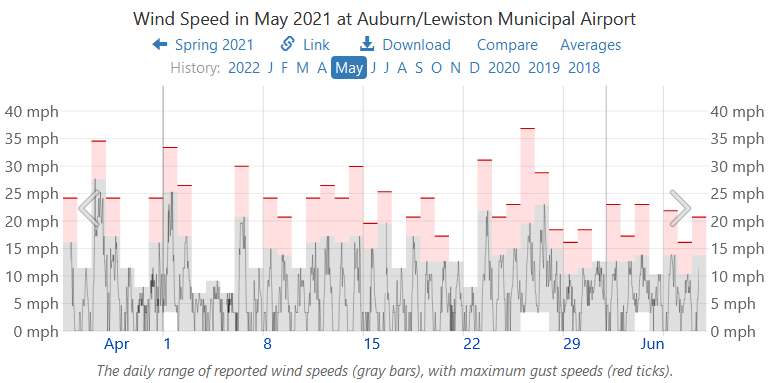 Wind Speed in May 2021 at Auburn/Lewiston Municipal Airport
Spring 2021 Link Download Compare Averages
History: 2022 J F M A May J J A S O N D 2020 2019 2018
40 mph 40 mph
35 mph 35 mph
30 mph 30 mph
25 mph 25 mph
20 mph 20 mph
15 mph 15 mph
10 mph 10 mph
5 mph 5 mph
0 mph 0 mph
Apr 1 8 15 22 29 Jun
The daily range of reported wind speeds (gray bars), with maximum gust speeds (red ticks).